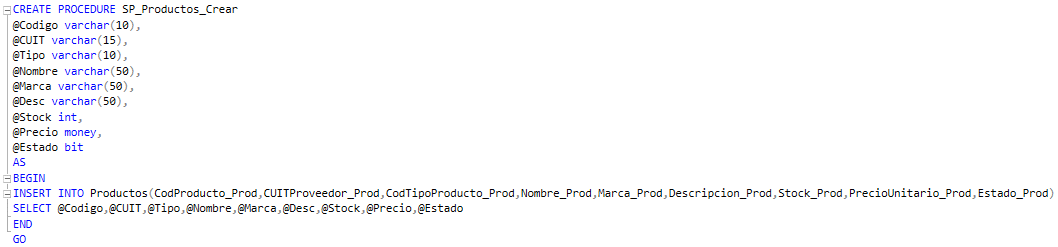 CREATE PROCEDURE SP_Productos_Crear
@Codigo varchar(10),
@CUIT varchar(15),
@Tipo varchar(10),
@Nombre varchar(50),
@Marca varchar(50),
@Desc varchar(50),
@Stock int,
@Precio money,
@Estado bit
AS
BEGIN
INSERT INTO Productos(CodProducto_Prod,CUITProveedor_Prod,CodTipoProducto_Prod,Nombre_Prod,Marca_Prod,Descripcion_Prod,Stock_Prod,PrecioUnitario_Prod,Estado_Prod)
SELECT @Codigo,@CUIT,@Tipo,@Nombre,@Marca,@Desc,@Stock,@Precio,@Estado
END
GO